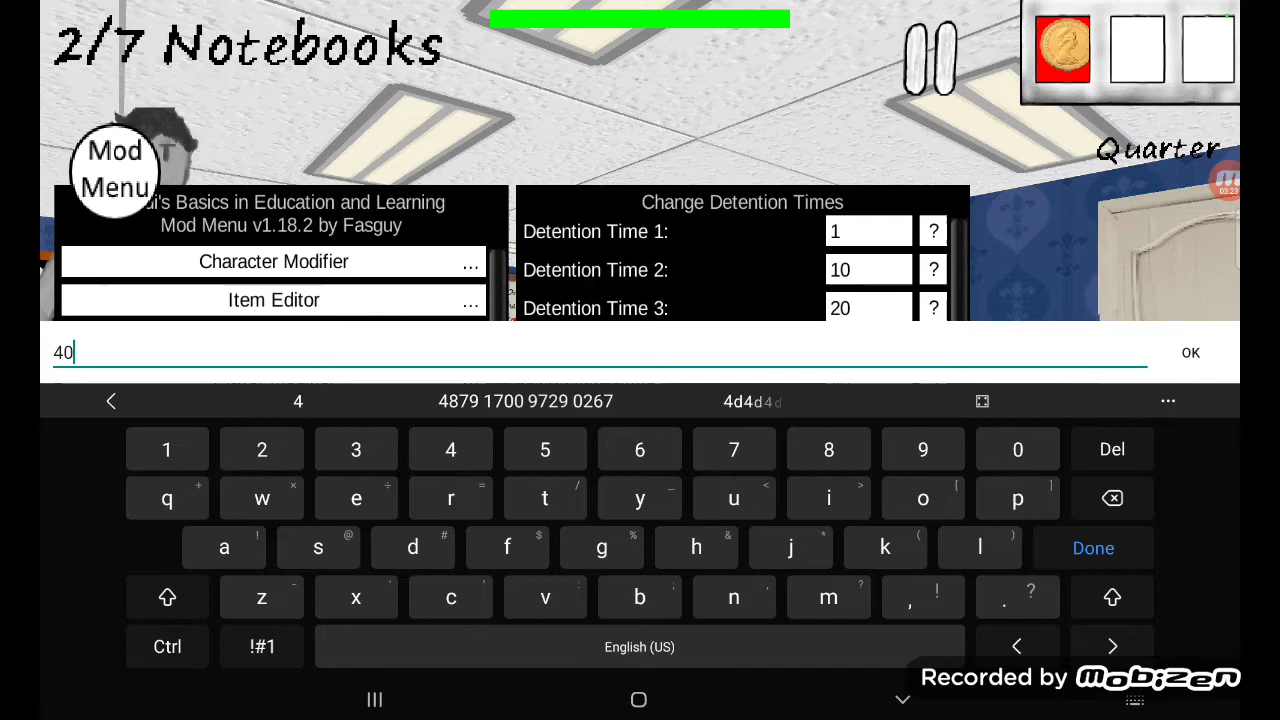 2/7 Notebooks
Mod
Menu
Quarter
03:23
di's Basics in Education and Learning
Mod Menu v1.18.2 by Fasguy
Character Modifier ...
Item Editor ...
Change Detention Times
Detention Time 1: 1 ?
Detention Time 2: 10 ?
Detention Time 3: 20 ?
40 OK
4 4879 1700 9729 0267 4d4d4d ...
1 2 3 4 5 6 7 8 9 0 Del
q + w × e ÷ r = t / y _ u < i > o [ p ]
a ! s @ d # f $ g % h & j * k ( l ) Done
z - x ' c " v : b ; n , m ? , ! . ?
Ctrl !#1 English (US) < >
Recorded by mobizen